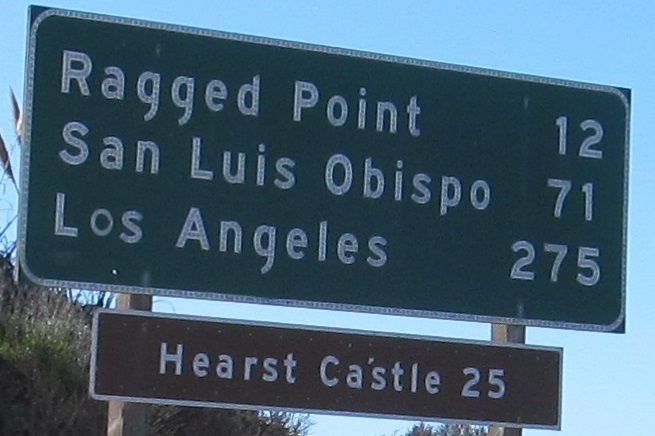 Ragged Point 12
San Luis Obispo 71
Los Angeles 275
Hearst Castle 25